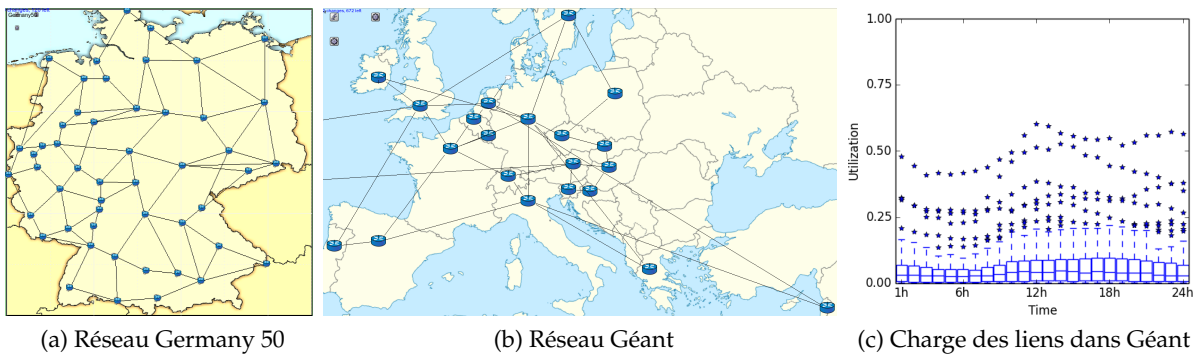 Germany50
1.00
0.75
0.50
0.25
0.00
Utilization
1h
6h
12h
18h
24h
Time
(a) Réseau Germany 50
(b) Réseau Géant
(c) Charge des liens dans Géant